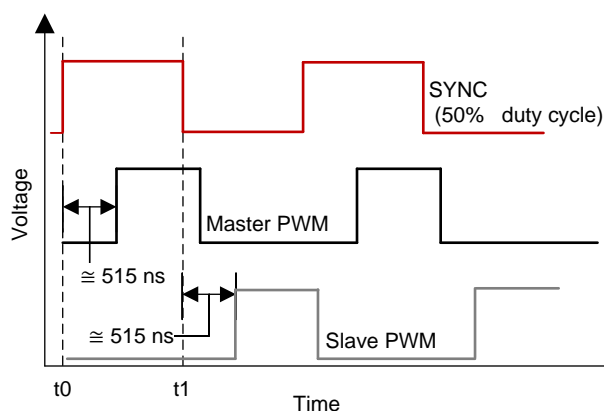 SYNC
(50% duty cycle)
Voltage
Master PWM
≅ 515 ns
≅ 515 ns
Slave PWM
t0
t1
Time